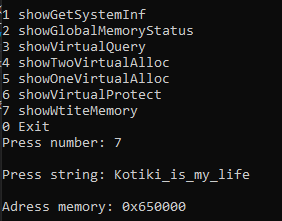 1 showGetSystemInf
2 showGlobalMemoryStatus
3 showVirtualQuery
4 showTwoVirtualAlloc
5 showOneVirtualAlloc
6 showVirtualProtect
7 showWtiteMemory
0 Exit
Press number: 7
Press string: Kotiki_is_my_life
Adress memory: 0x650000